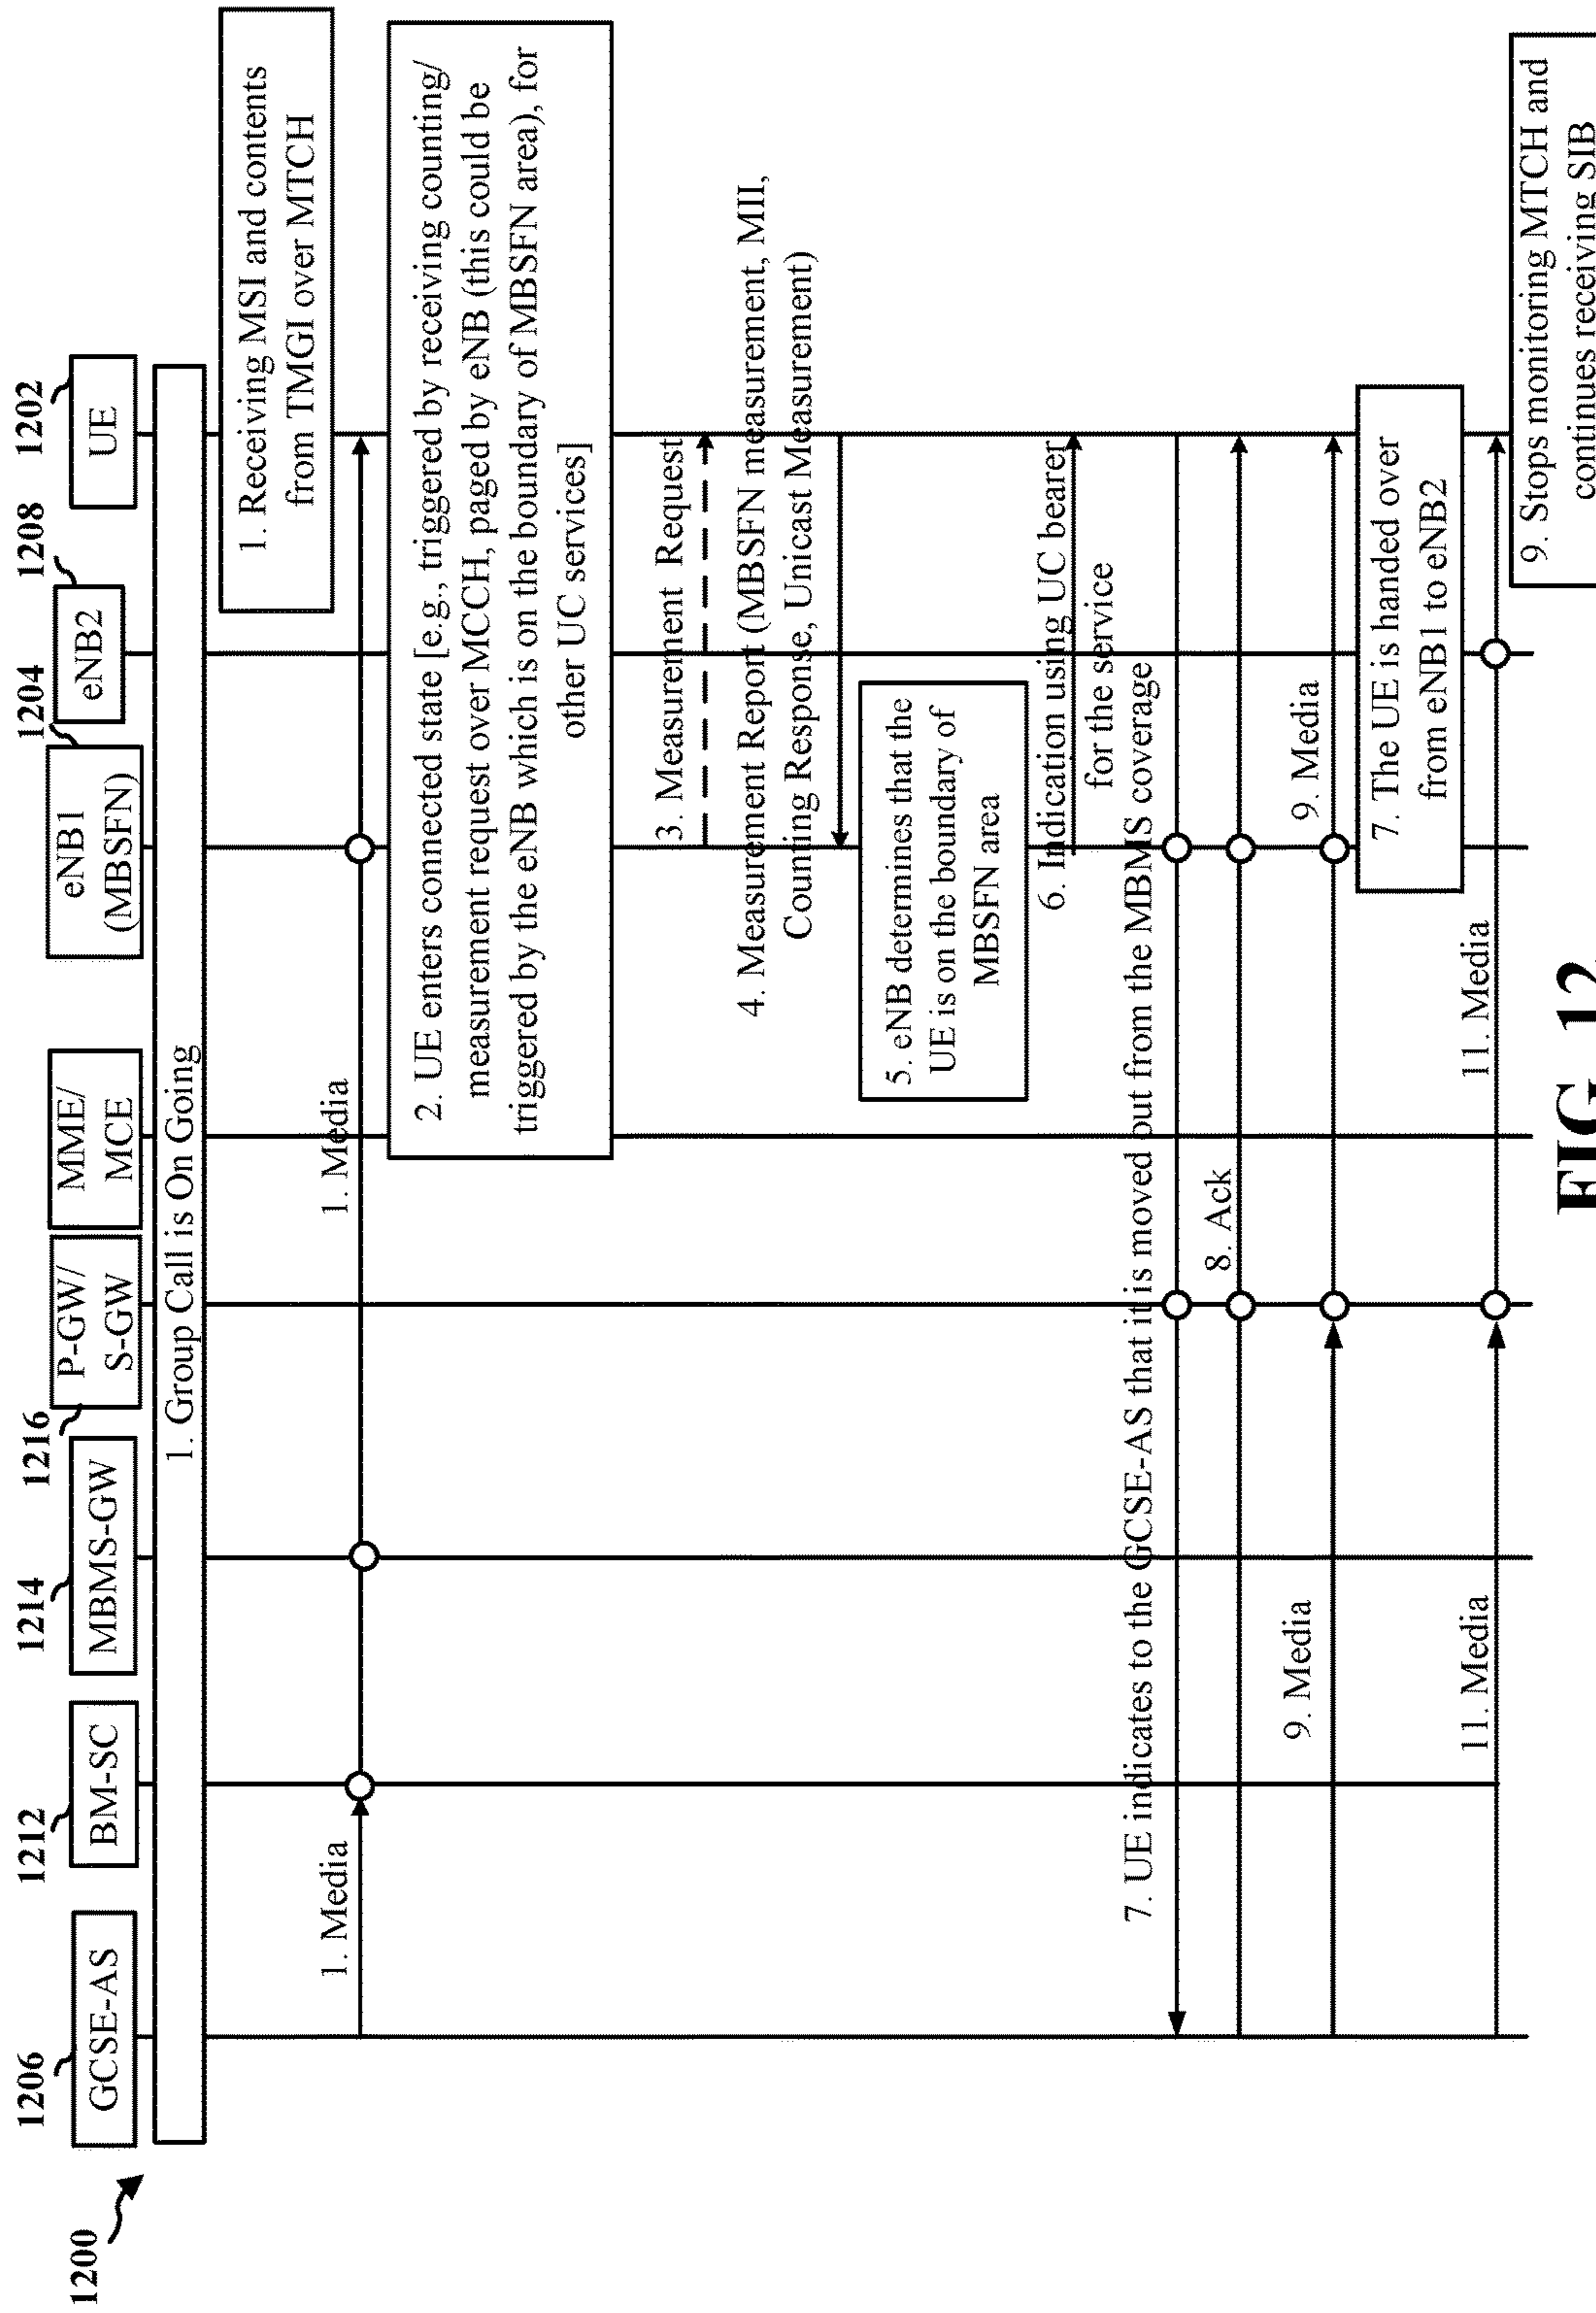 1200
1206
1212
1214
1216
1204
1208
1202
GCSE-AS
BM-SC
MBMS-GW
P-GW/
S-GW
MME/
MCE
eNB1
(MBSFN)
eNB2
UE
1. Group Call is On Going
1. Receiving MSI and contents
from TMGI over MTCH
1. Media
1. Media
2. UE enters connected state [e.g., triggered by receiving counting/
measurement request over MCCH, paged by eNB (this could be
triggered by the eNB which is on the boundary of MBSFN area), for
other UC services]
3. Measurement Request
4. Measurement Report (MBSFN measurement, MII,
Counting Response, Unicast Measurement)
5. eNB determines that the
UE is on the boundary of
MBSFN area
6. Indication using UC bearer
for the service
7. UE indicates to the GCSE-AS that it is moved out from the MBMS coverage
8. Ack
9. Media
9. Media
7. The UE is handed over
from eNB1 to eNB2
11. Media
11. Media
9. Stops monitoring MTCH and
continues receiving SIB
FIG. 12